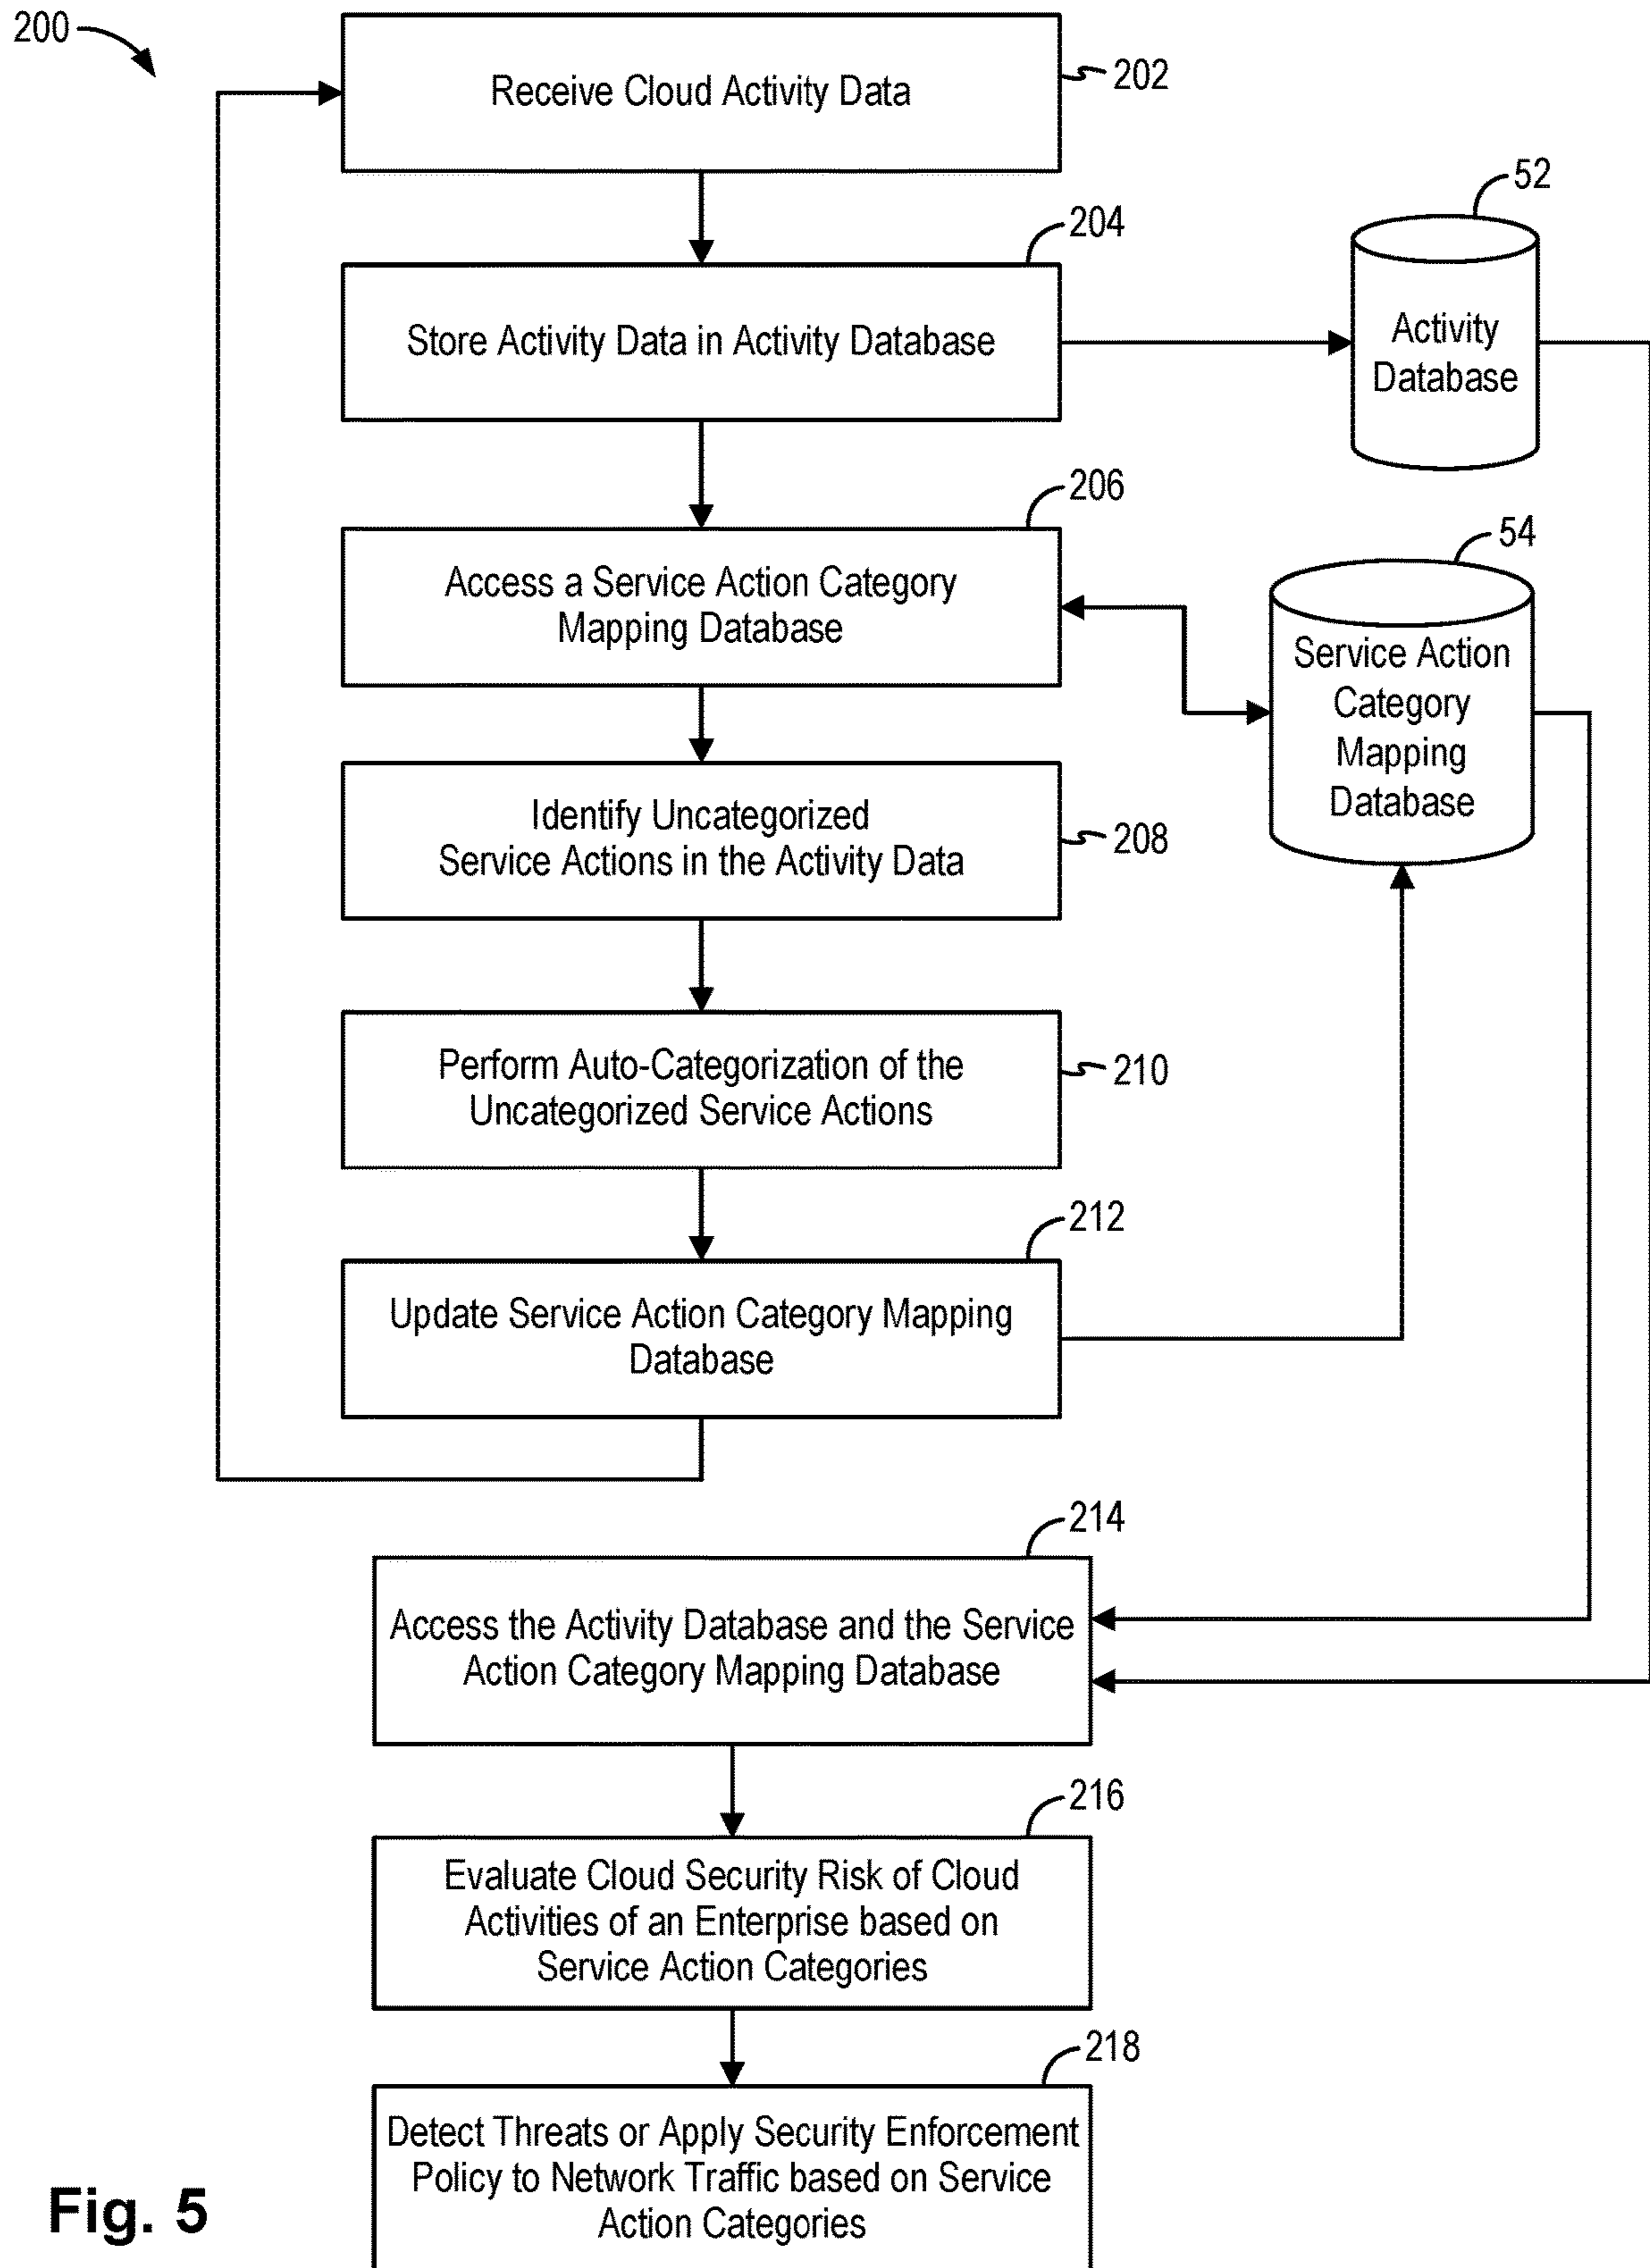 200
Receive Cloud Activity Data
202
52
204
Store Activity Data in Activity Database
Activity
Database
206
54
Access a Service Action Category
Mapping Database
Service Action
Category
Mapping
Database
Identify Uncategorized
Service Actions in the Activity Data
208
Perform Auto-Categorization of the
Uncategorized Service Actions
210
212
Update Service Action Category Mapping
Database
214
Access the Activity Database and the Service
Action Category Mapping Database
216
Evaluate Cloud Security Risk of Cloud
Activities of an Enterprise based on
Service Action Categories
218
Detect Threats or Apply Security Enforcement
Policy to Network Traffic based on Service
Action Categories
Fig. 5